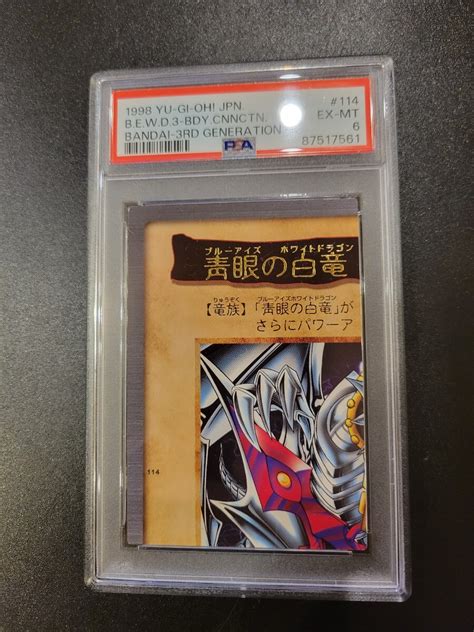 1998 YU-GI-OH! JPN. #114
B.E.W.D.3-BDY.CNNCTN. EX-MT
BANDAI-3RD GENERATION 6
PSA 87517561
ブルーアイズ ホワイトドラゴン
青眼の白竜
りゅうぞく ブルーアイズホワイトドラゴン
【竜族】「青眼の白竜」が
さらにパワーア
114